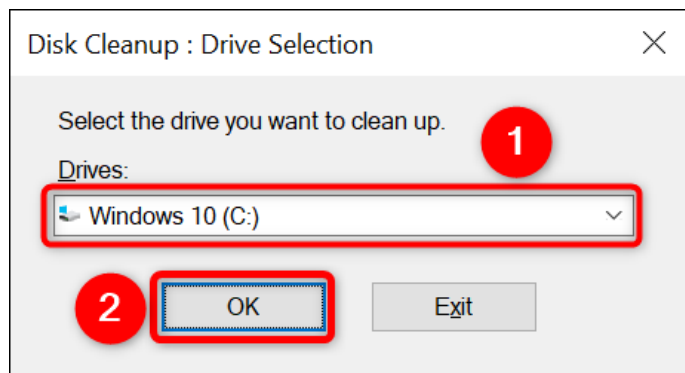 Disk Cleanup : Drive Selection
Select the drive you want to clean up.
1
Drives:
Windows 10 (C:)
2 OK Exit